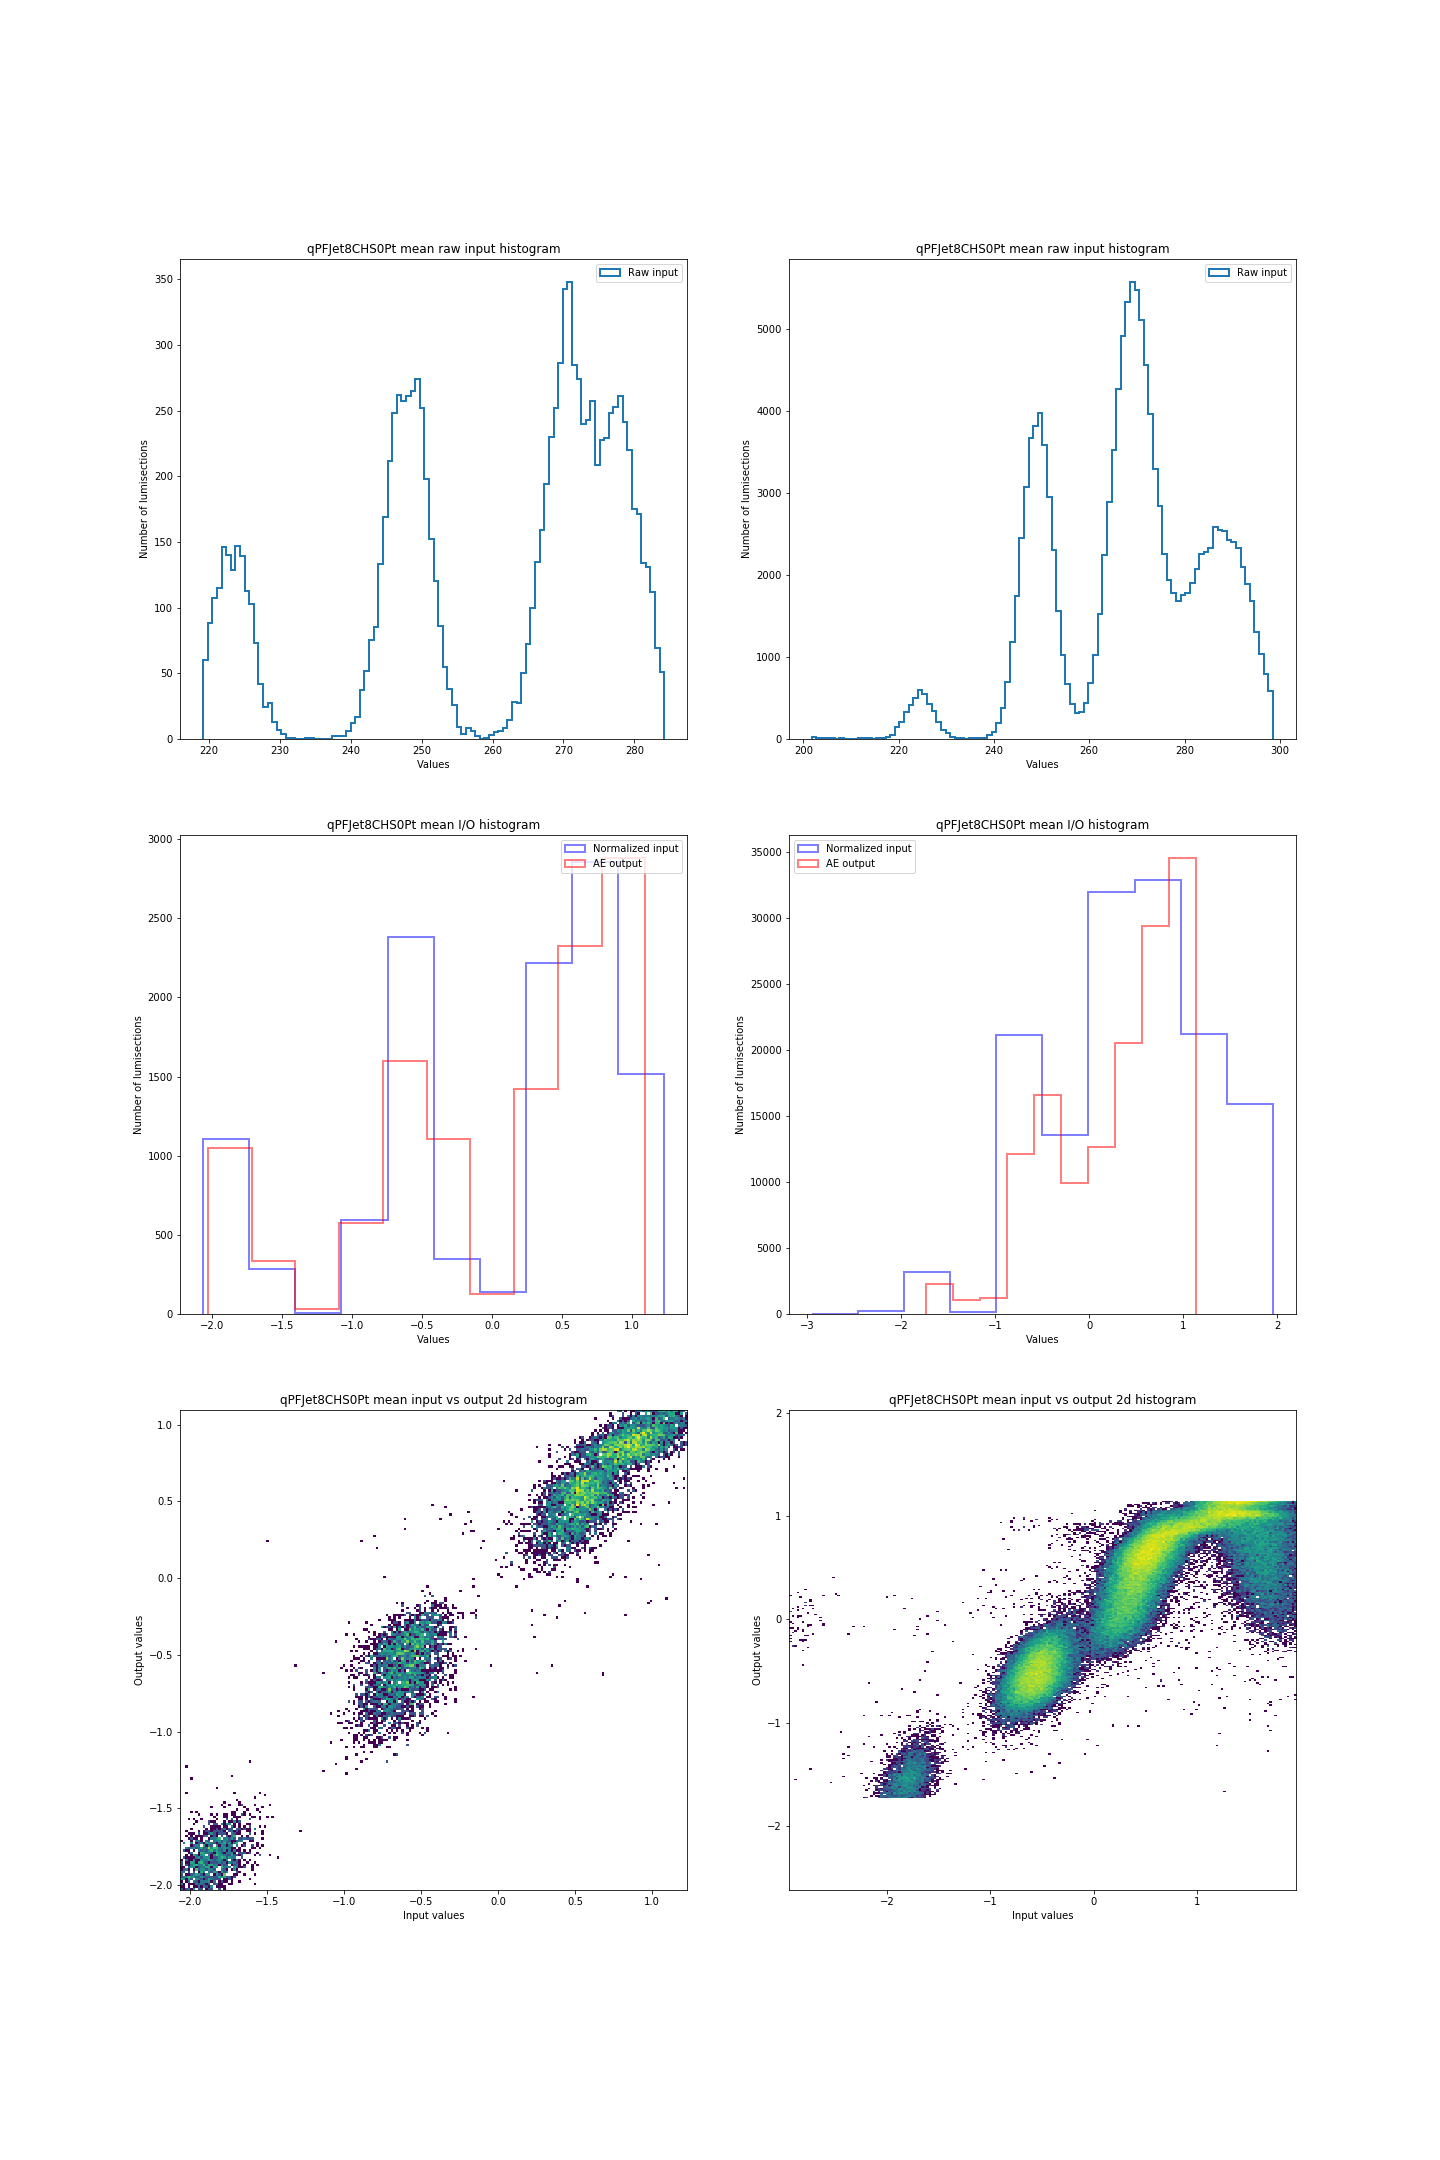 qPFJet8CHS0Pt mean raw input histogram
Raw input
350
300
250
200
150
100
50
0
220 230 240 250 260 270 280
Values
Number of lumisections
qPFJet8CHS0Pt mean raw input histogram
Raw input
5000
4000
3000
2000
1000
0
200 220 240 260 280 300
Values
Number of lumisections
qPFJet8CHS0Pt mean I/O histogram
Normalized input
AE output
3000
2500
2000
1500
1000
500
0
−2.0 −1.5 −1.0 −0.5 0.0 0.5 1.0
Values
Number of lumisections
qPFJet8CHS0Pt mean I/O histogram
Normalized input
AE output
35000
30000
25000
20000
15000
10000
5000
0
−3 −2 −1 0 1 2
Values
Number of lumisections
qPFJet8CHS0Pt mean input vs output 2d histogram
1.0
0.5
0.0
−0.5
−1.0
−1.5
−2.0
−2.0 −1.5 −1.0 −0.5 0.0 0.5 1.0
Input values
Output values
qPFJet8CHS0Pt mean input vs output 2d histogram
2
1
0
−1
−2
−2 −1 0 1
Input values
Output values